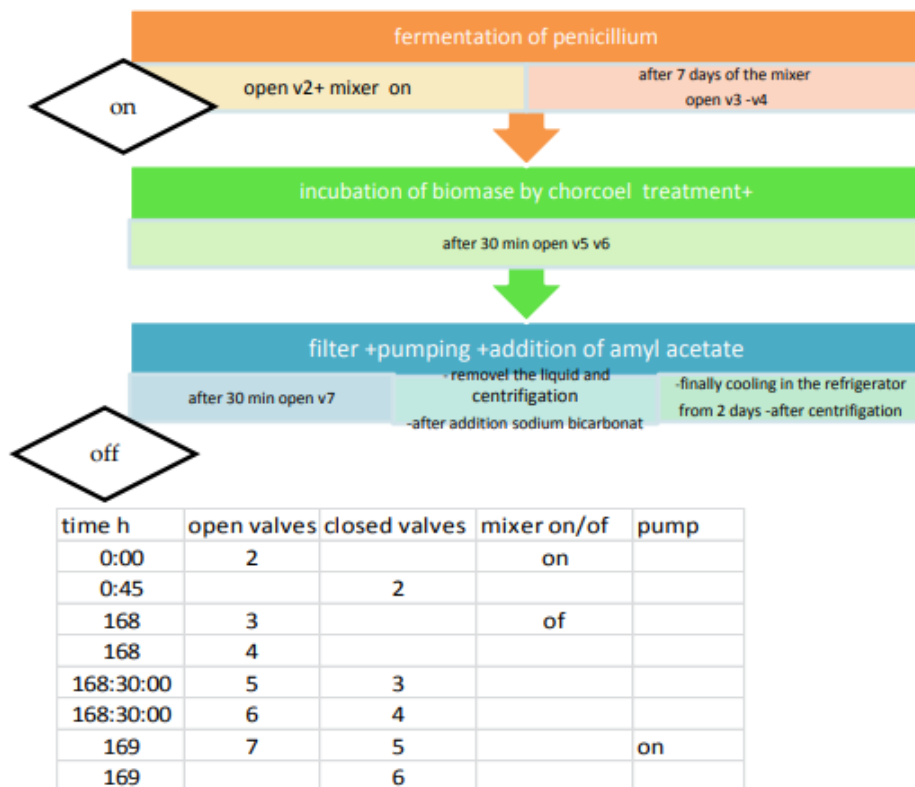 fermentation of penicillium
on
open v2+ mixer  on
after 7 days of the mixer
open v3 -v4
incubation of biomase by chorcoel  treatment+
after 30 min open v5 v6
filter +pumping +addition of amyl acetate
after 30 min open v7
- removel the liquid and
centrifigation
-after addition sodium bicarbonat
-finally cooling in the refrigerator
from 2 days -after centrifigation
off
time h open valves closed valves mixer on/of pump
0:00 2 on
0:45 2
168 3 of
168 4
168:30:00 5 3
168:30:00 6 4
169 7 5 on
169 6